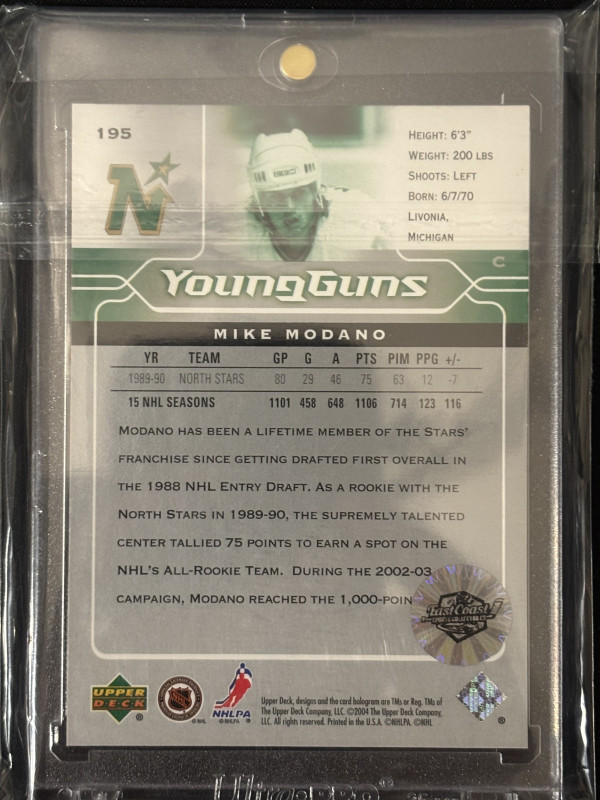 195
HEIGHT: 6'3"
WEIGHT: 200 LBS
SHOOTS: LEFT
BORN: 6/7/70
LIVONIA,
MICHIGAN
N
C
YoungGuns
MIKE MODANO
YR TEAM GP G A PTS PIM PPG +/-
1989-90 NORTH STARS 80 29 46 75 63 12 -7
15 NHL SEASONS 1101 458 648 1106 714 123 116
MODANO HAS BEEN A LIFETIME MEMBER OF THE STARS'
FRANCHISE SINCE GETTING DRAFTED FIRST OVERALL IN
THE 1988 NHL ENTRY DRAFT. AS A ROOKIE WITH THE
NORTH STARS IN 1989-90, THE SUPREMELY TALENTED
CENTER TALLIED 75 POINTS TO EARN A SPOT ON THE
NHL'S ALL-ROOKIE TEAM. DURING THE 2002-03
CAMPAIGN, MODANO REACHED THE 1,000-POIN
East Coast
UPPER
DECK ®
©NHL
NHLPA
©NHLPA
Upper Deck, designs and the card hologram are TMs or Reg. TMs of
The Upper Deck Company, LLC. ©2004 The Upper Deck Company,
LLC. All rights reserved. Printed in the U.S.A. ©NHLPA. ©NHL
®